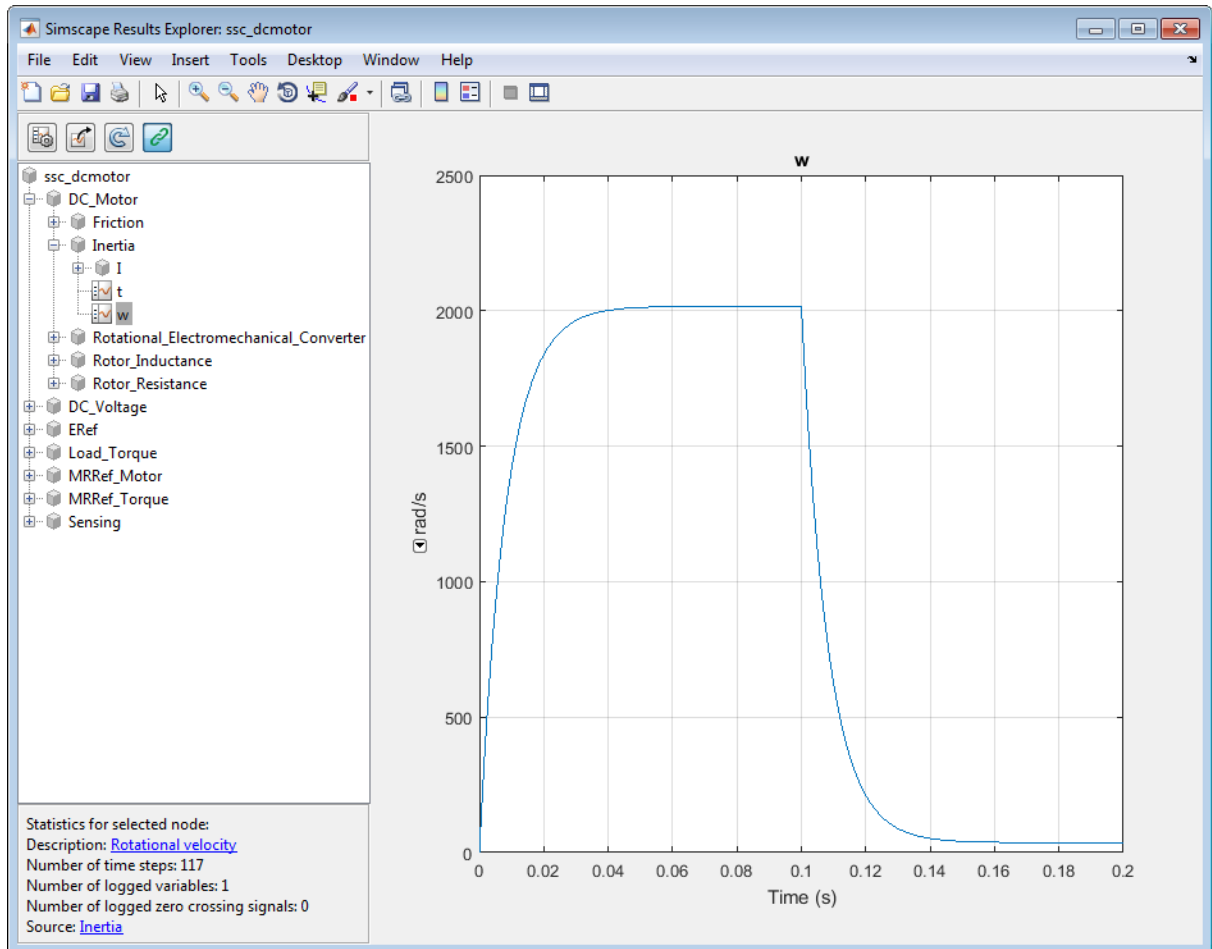 Simscape Results Explorer: ssc_dcmotor
File Edit View Insert Tools Desktop Window Help
ssc_dcmotor
DC_Motor
Friction
Inertia
I
t
w
Rotational_Electromechanical_Converter
Rotor_Inductance
Rotor_Resistance
DC_Voltage
ERef
Load_Torque
MRRef_Motor
MRRef_Torque
Sensing
Statistics for selected node:
Description: Rotational velocity
Number of time steps: 117
Number of logged variables: 1
Number of logged zero crossing signals: 0
Source: Inertia
w
2500
2000
1500
1000
500
0
rad/s
0 0.02 0.04 0.06 0.08 0.1 0.12 0.14 0.16 0.18 0.2
Time (s)